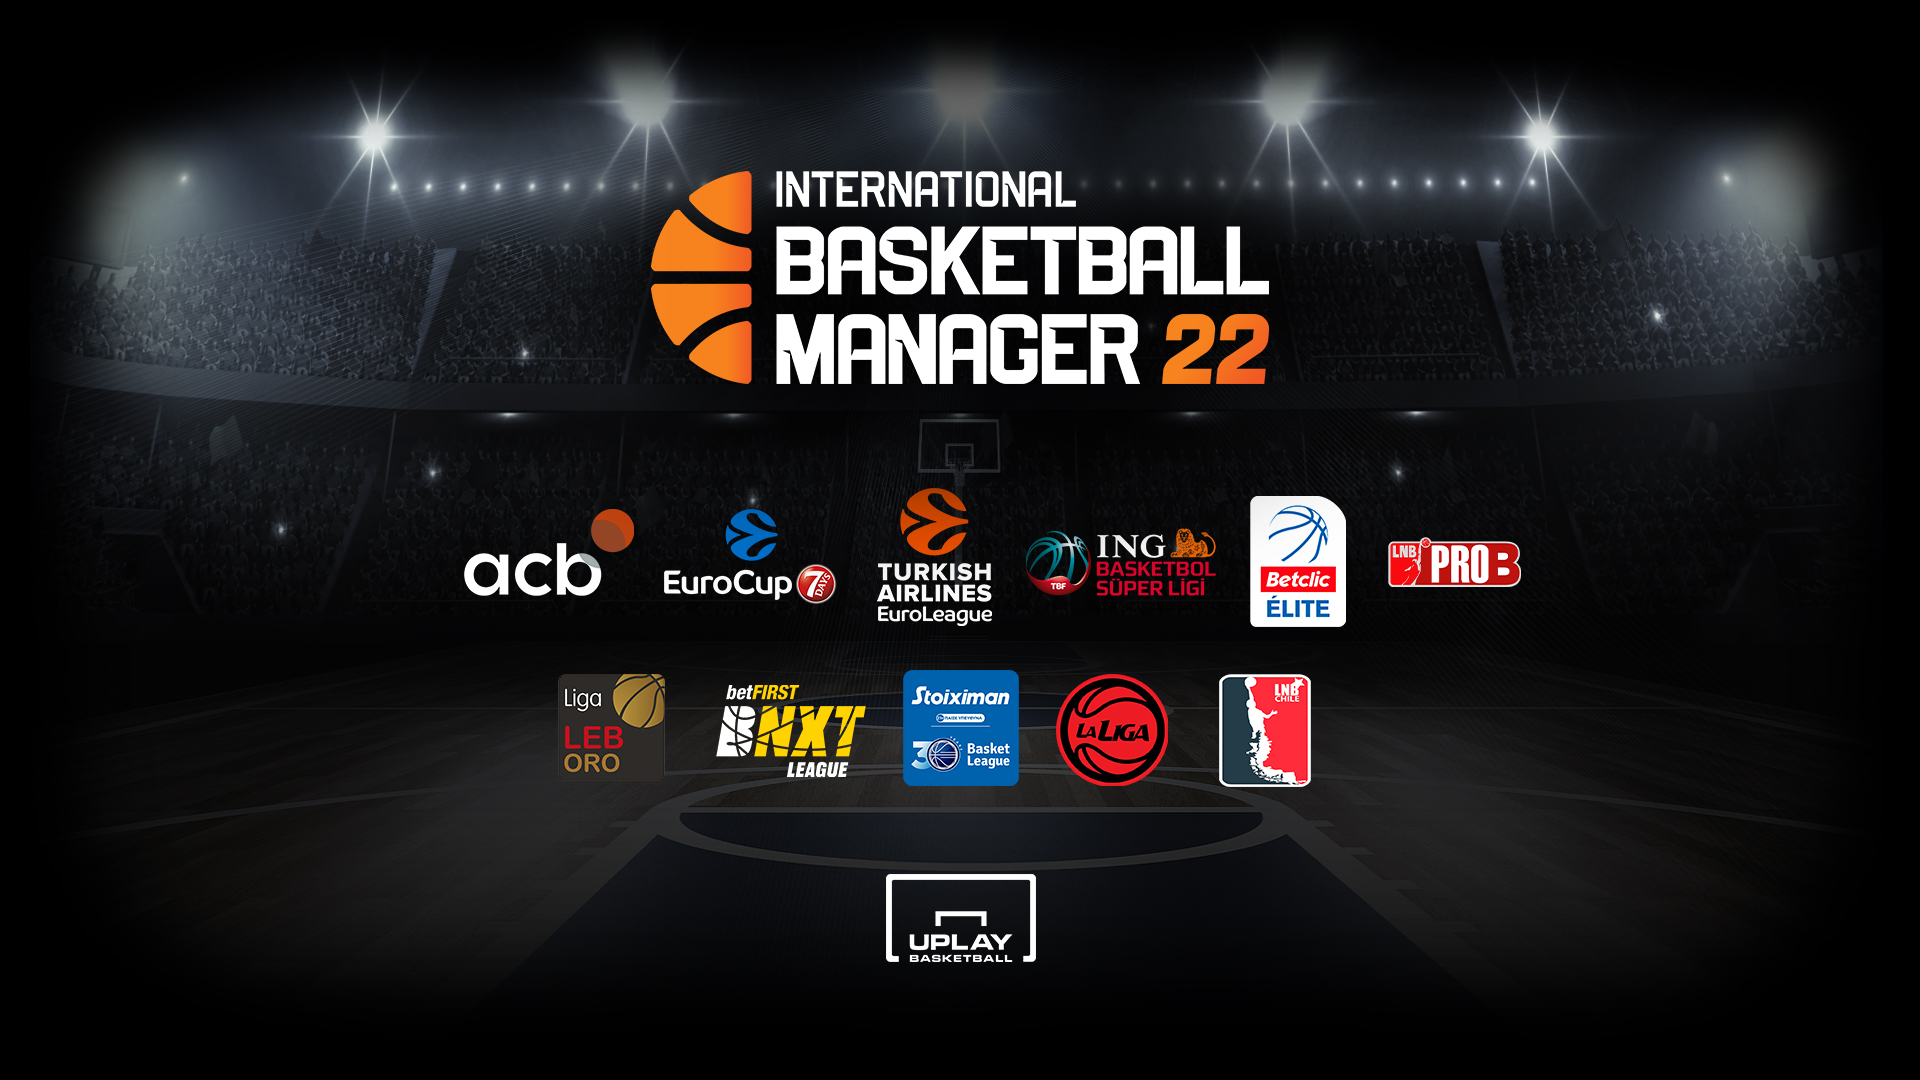 INTERNATIONAL
BASKETBALL
MANAGER 22
acb
EuroCup 7DAYS
TURKISH
AIRLINES
EuroLeague
TBF
ING
BASKETBOL
SÜPER LİGİ
Betclic
ÉLITE
LNB PRO B
Liga
LEB
ORO
betFIRST
BNXT
LEAGUE
Stoiximan
30 Basket
League
LA LIGA
LNB
CHILE
UPLAY
BASKETBALL